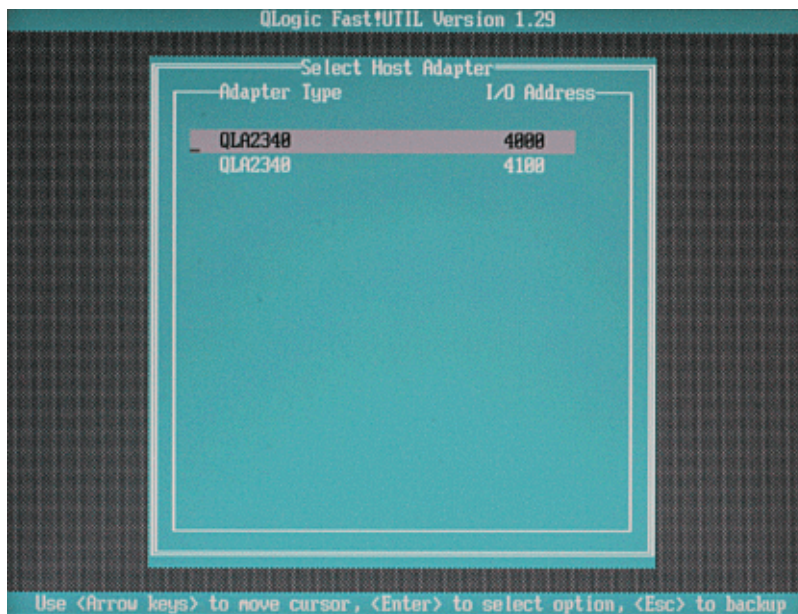 QLogic Fast!UTIL Version 1.29
Select Host Adapter
Adapter Type I/O Address
QLA2340 4000
QLA2340 4100
Use <Arrow keys> to move cursor, <Enter> to select option, <Esc> to backup